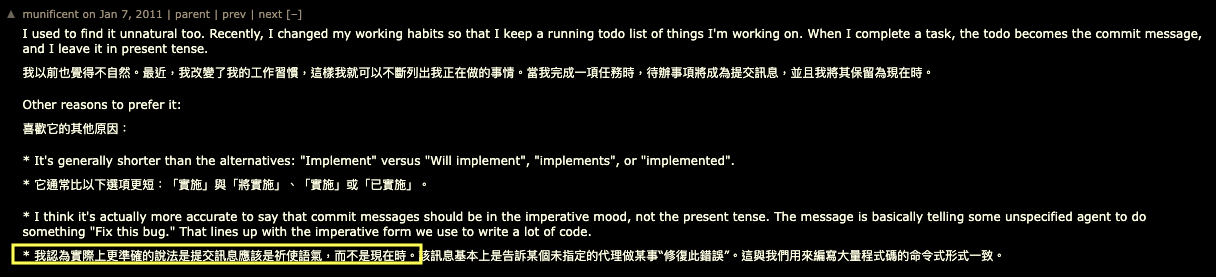 ▲ munificent on Jan 7, 2011 | parent | prev | next [–]
I used to find it unnatural too. Recently, I changed my working habits so that I keep a running todo list of things I'm working on. When I complete a task, the todo becomes the commit message,
and I leave it in present tense.
我以前也覺得不自然。最近，我改變了我的工作習慣，這樣我就可以不斷列出我正在做的事情。當我完成一項任務時，待辦事項將成為提交訊息，並且我將其保留為現在時。
Other reasons to prefer it:
喜歡它的其他原因：
* It's generally shorter than the alternatives: "Implement" versus "Will implement", "implements", or "implemented".
* 它通常比以下選項更短：「實施」與「將實施」、「實施」或「已實施」。
* I think it's actually more accurate to say that commit messages should be in the imperative mood, not the present tense. The message is basically telling some unspecified agent to do
something "Fix this bug." That lines up with the imperative form we use to write a lot of code.
* 我認為實際上更準確的說法是提交訊息應該是祈使語氣，而不是現在時。該訊息基本上是告訴某個未指定的代理做某事“修復此錯誤”。這與我們用來編寫大量程式碼的命令式形式一致。